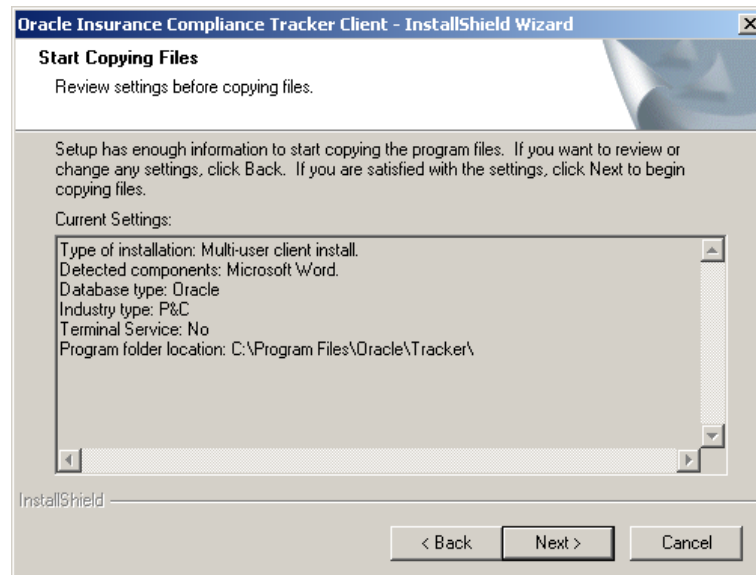 Oracle Insurance Compliance Tracker Client - InstallShield Wizard
Start Copying Files
Review settings before copying files.
Setup has enough information to start copying the program files. If you want to review or
change any settings, click Back. If you are satisfied with the settings, click Next to begin
copying files.
Current Settings:
Type of installation: Multi-user client install.
Detected components: Microsoft Word.
Database type: Oracle
Industry type: P&C
Terminal Service: No
Program folder location: C:\Program Files\Oracle\Tracker\
InstallShield
< Back Next > Cancel